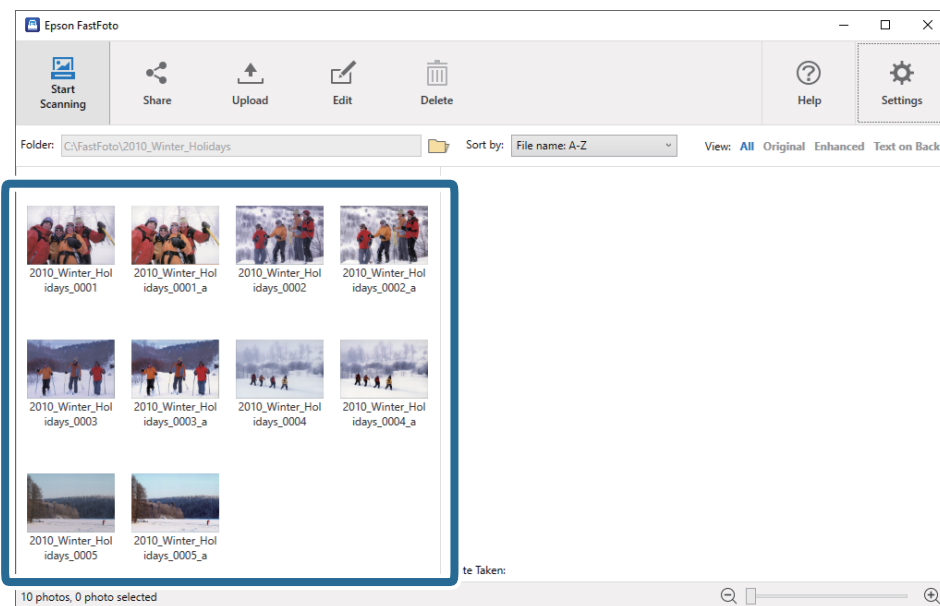 Epson FastFoto
Start
Scanning
Share
Upload
Edit
Delete
Help
Settings
Folder: C:\FastFoto\2010_Winter_Holidays
Sort by: File name: A-Z
View: All Original Enhanced Text on Back
2010_Winter_Hol
idays_0001
2010_Winter_Hol
idays_0001_a
2010_Winter_Hol
idays_0002
2010_Winter_Hol
idays_0002_a
2010_Winter_Hol
idays_0003
2010_Winter_Hol
idays_0003_a
2010_Winter_Hol
idays_0004
2010_Winter_Hol
idays_0004_a
2010_Winter_Hol
idays_0005
2010_Winter_Hol
idays_0005_a
te Taken:
10 photos, 0 photo selected